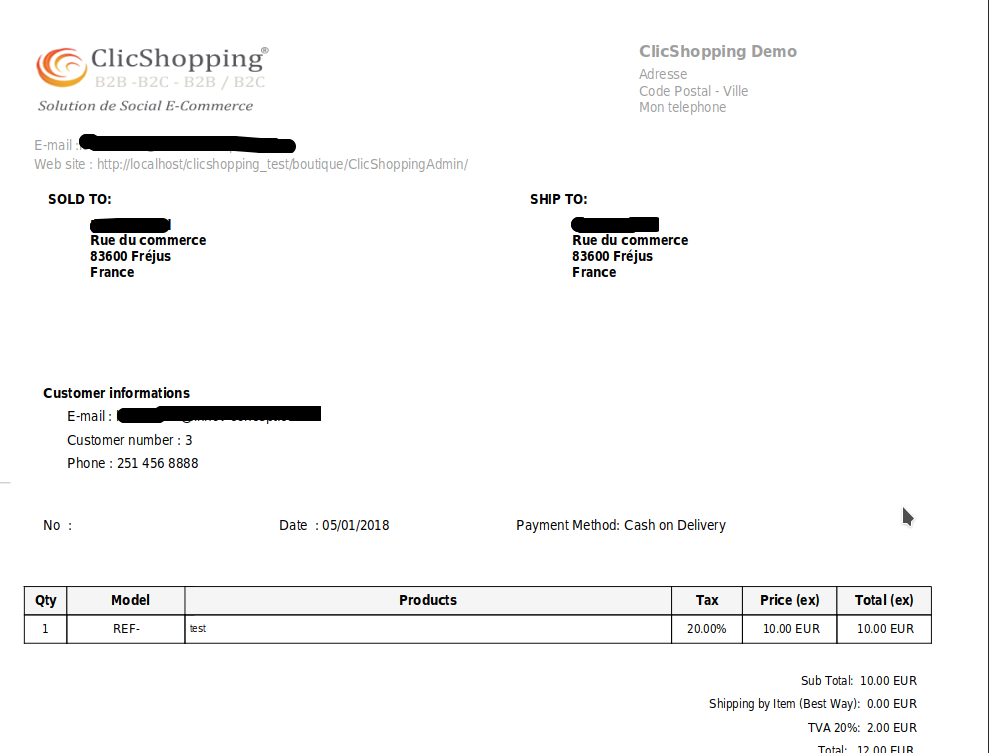 ClicShopping®
B2B -B2C - B2B / B2C
Solution de Social E-Commerce
ClicShopping Demo
Adresse
Code Postal - Ville
Mon telephone
E-mail :
Web site : http://localhost/clicshopping_test/boutique/ClicShoppingAdmin/
SOLD TO:
Rue du commerce
83600 Fréjus
France
SHIP TO:
Rue du commerce
83600 Fréjus
France
Customer informations
E-mail :
Customer number : 3
Phone : 251 456 8888
No :
Date : 05/01/2018
Payment Method: Cash on Delivery
Qty Model Products Tax Price (ex) Total (ex)
1 REF- test 20.00% 10.00 EUR 10.00 EUR
Sub Total: 10.00 EUR
Shipping by Item (Best Way): 0.00 EUR
TVA 20%: 2.00 EUR
Total: 12.00 EUR